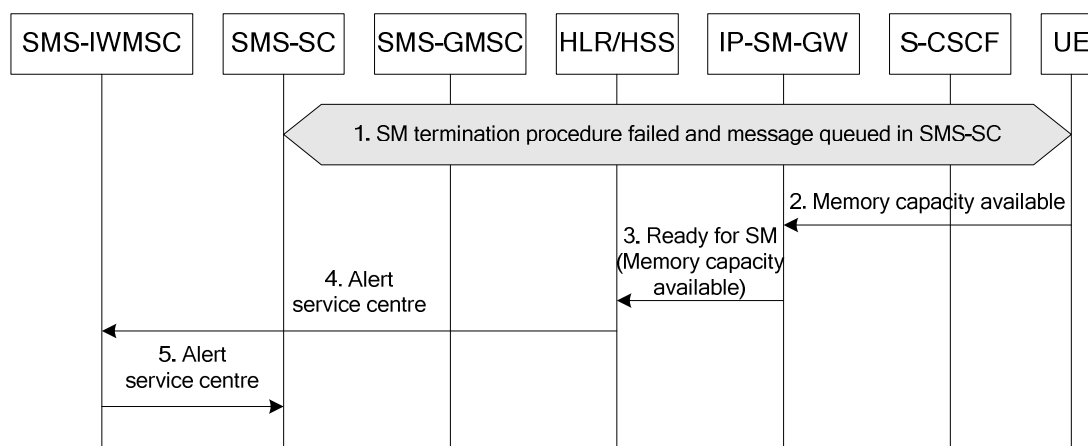 SMS-IWMSC
SMS-SC
SMS-GMSC
HLR/HSS
IP-SM-GW
S-CSCF
UE
1. SM termination procedure failed and message queued in SMS-SC
2. Memory capacity available
3. Ready for SM
(Memory capacity
available)
4. Alert
service centre
5. Alert
service centre